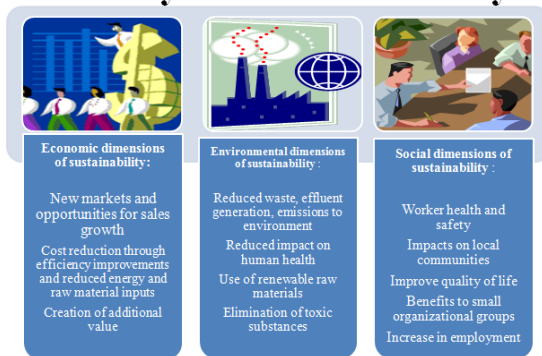 Economic dimensions
of sustainability:
New markets and
opportunities for sales
growth
Cost reduction through
efficiency improvements
and reduced energy and
raw material inputs
Creation of additional
value
Environmental dimensions
of sustainability :
Reduced waste, effluent
generation, emissions to
environment
Reduced impact on
human health
Use of renewable raw
materials
Elimination of toxic
substances
Social dimensions of
sustainability :
Worker health and
safety
Impacts on local
communities
Improve quality of life
Benefits to small
organizational groups
Increase in employment